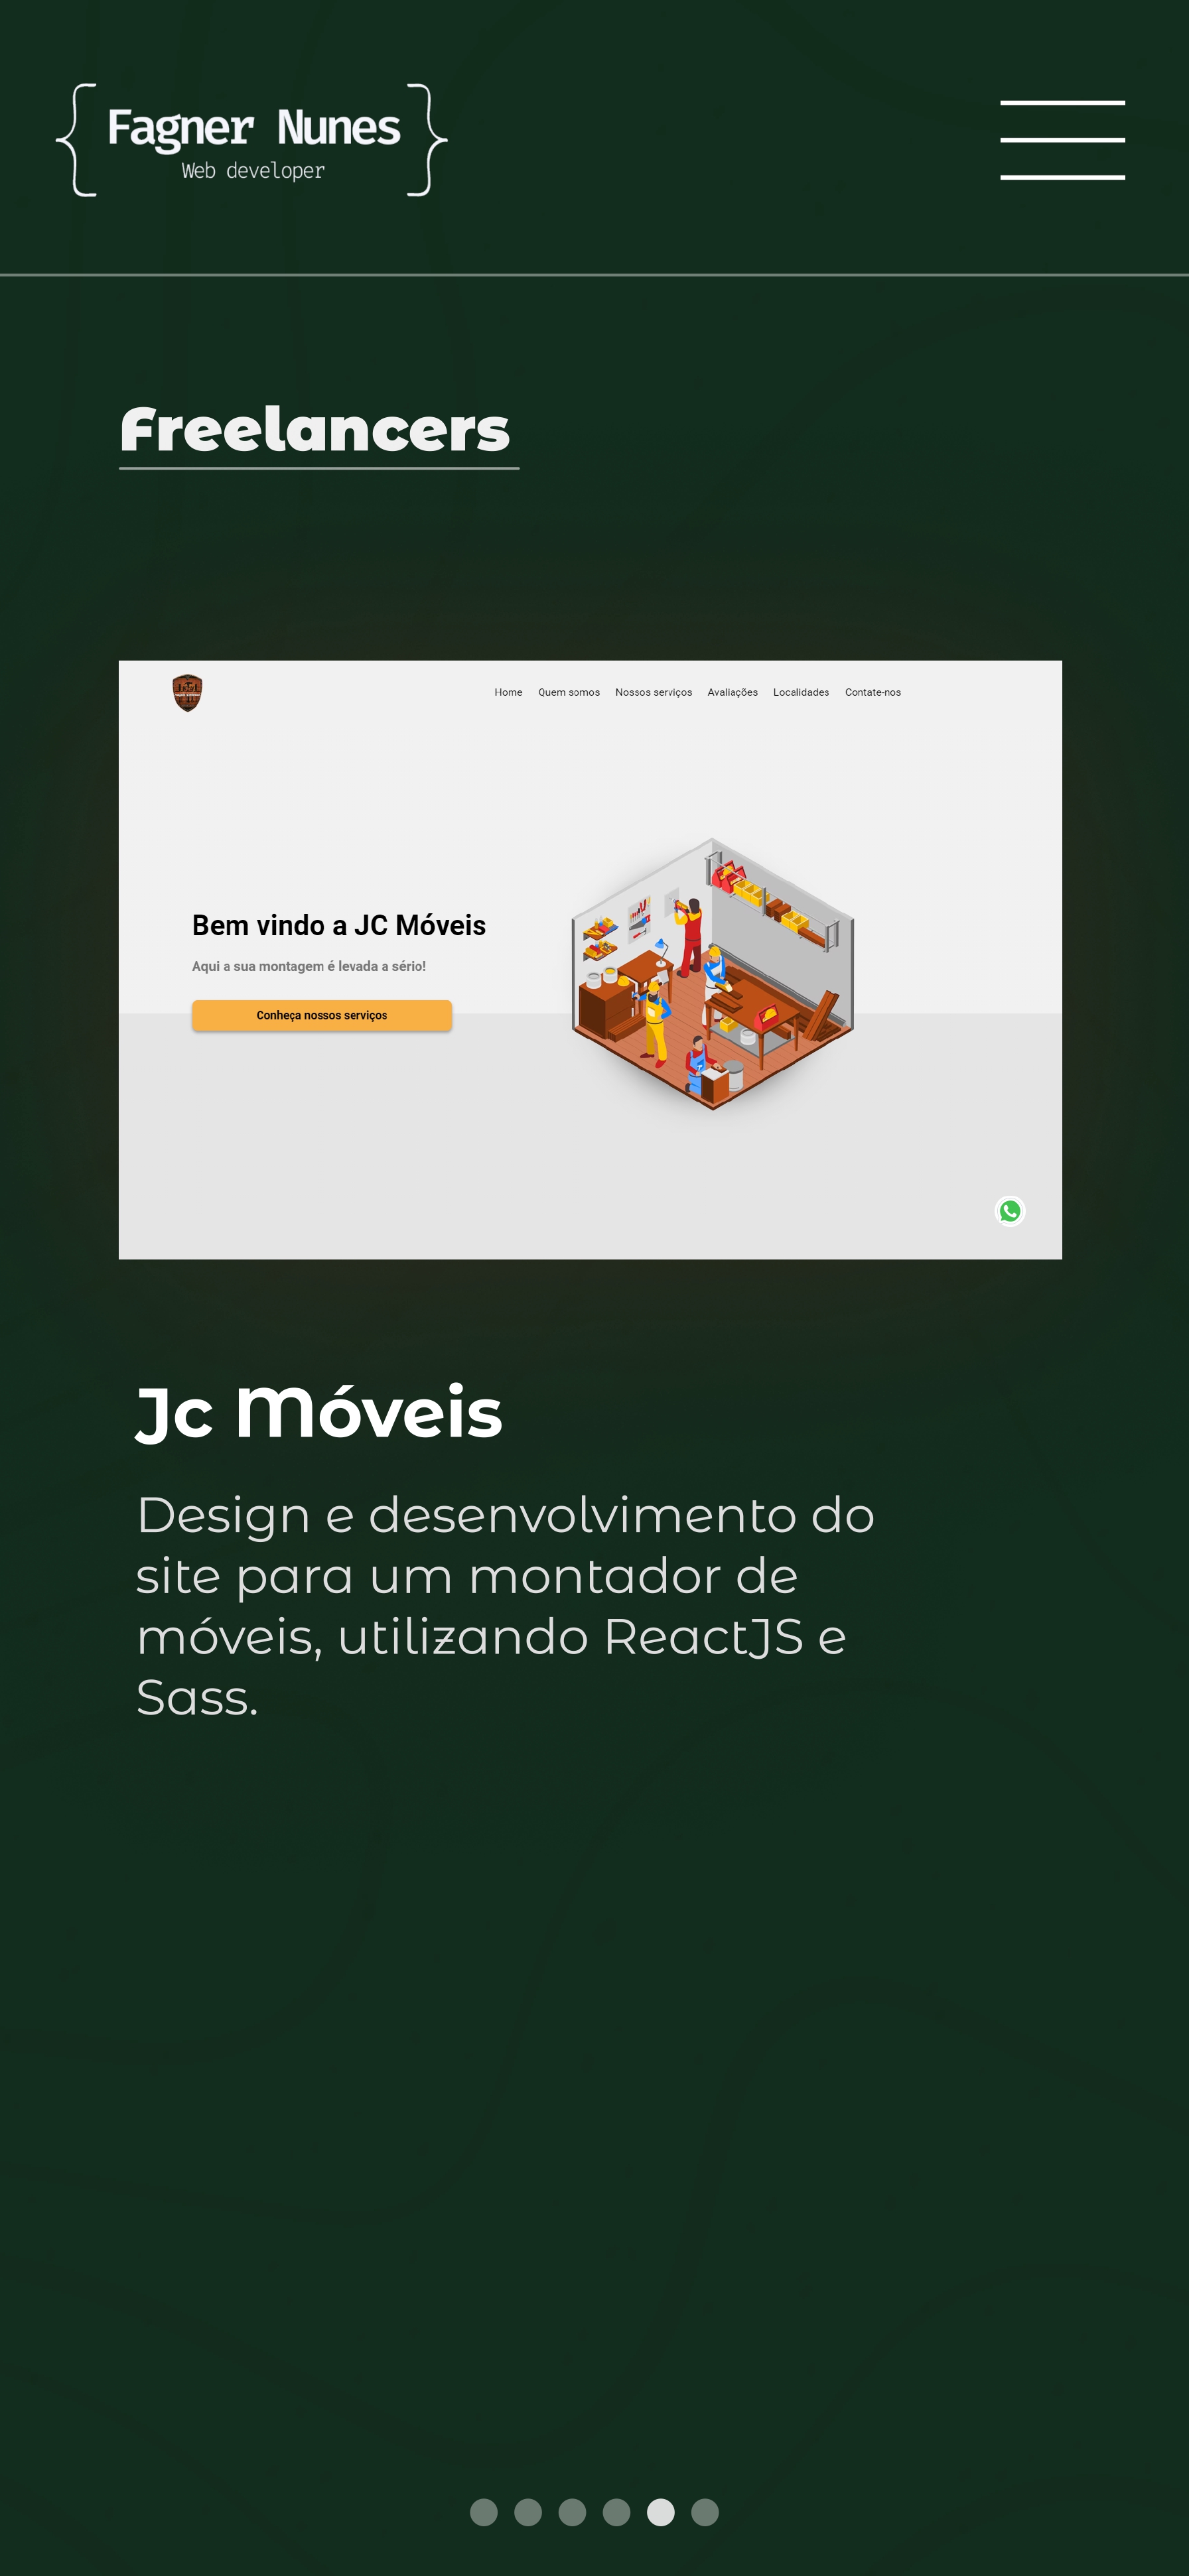 Fagner Nunes
Web developer
Freelancers
Home Quem somos Nossos serviços Avaliações Localidades Contate-nos
Bem vindo a JC Móveis
Aqui a sua montagem é levada a sério!
Conheça nossos serviços
Jc Móveis
Design e desenvolvimento do
site para um montador de
móveis, utilizando ReactJS e
Sass.